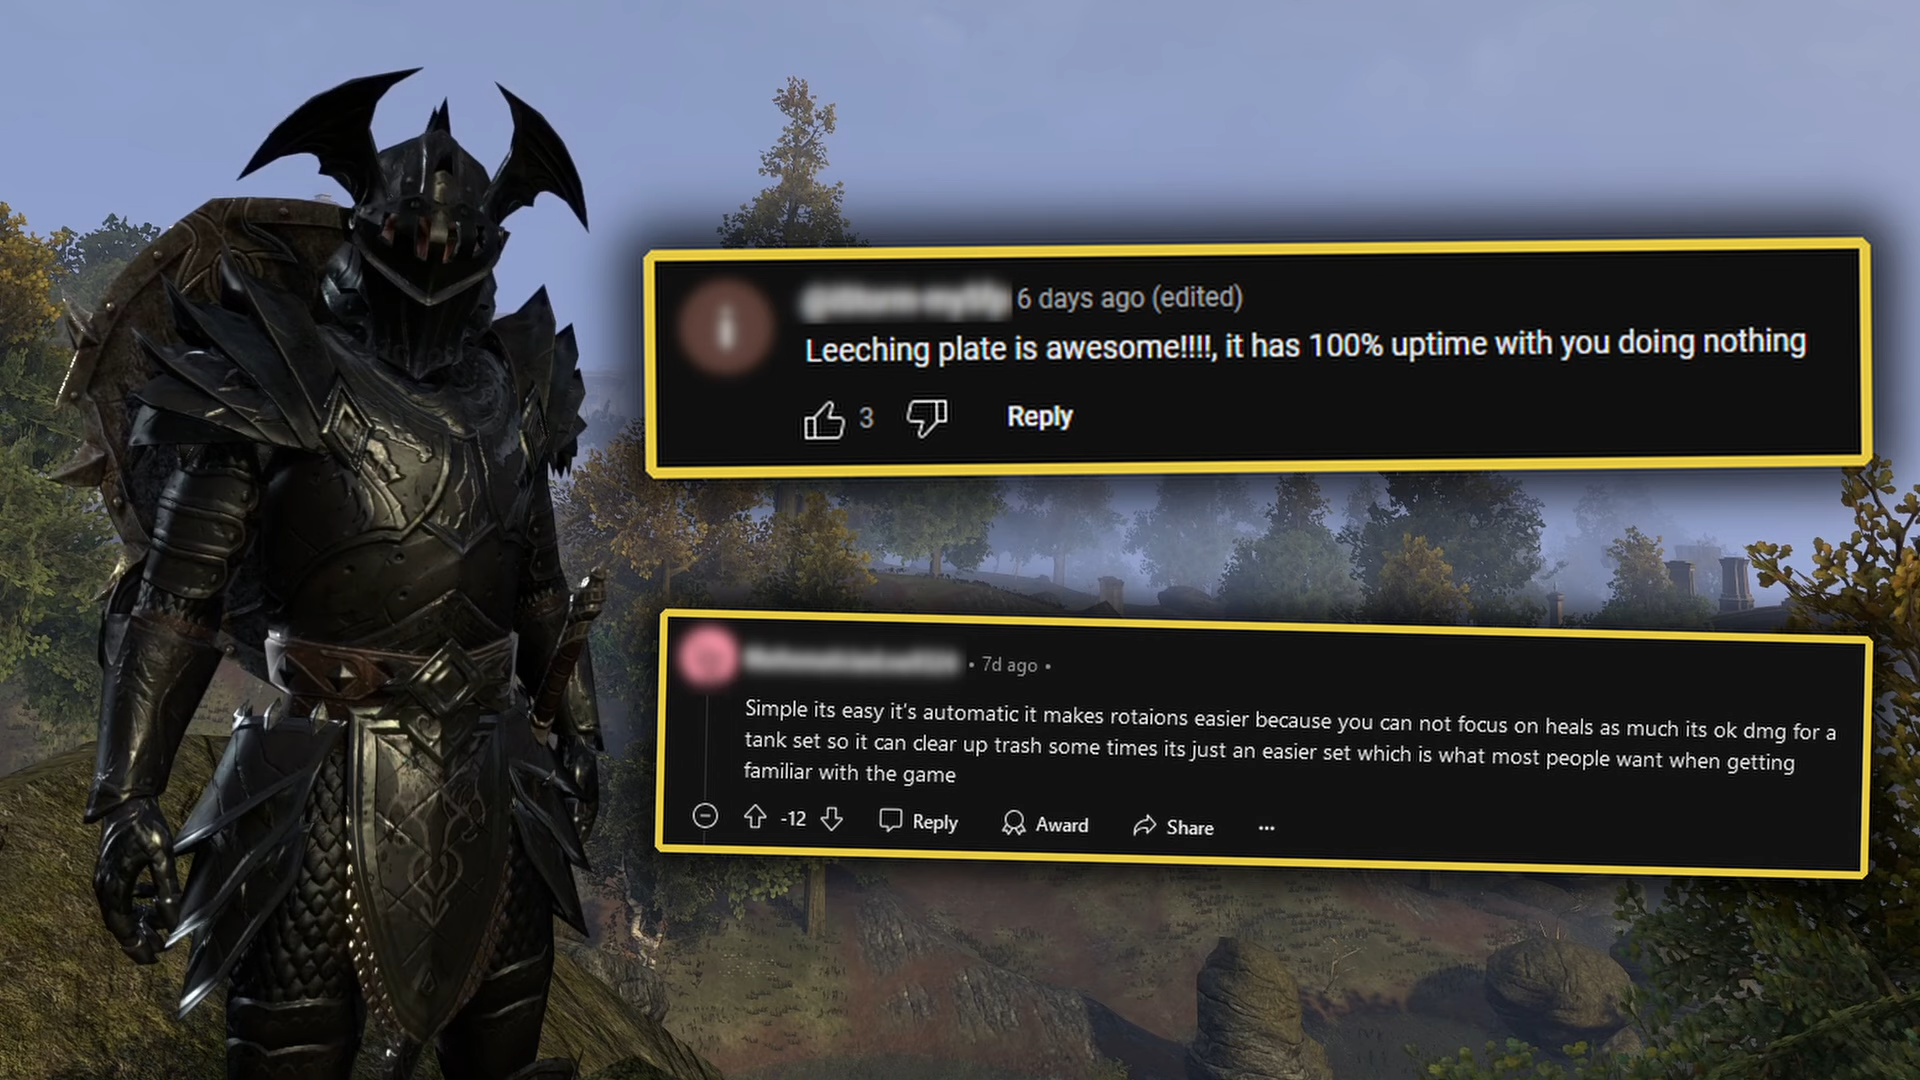 6 days ago (edited)
Leeching plate is awesome!!!!, it has 100% uptime with you doing nothing
3 Reply
• 7d ago •
Simple its easy it's automatic it makes rotaions easier because you can not focus on heals as much its ok dmg for a
tank set so it can clear up trash some times its just an easier set which is what most people want when getting
familiar with the game
-12 Reply Award Share ...